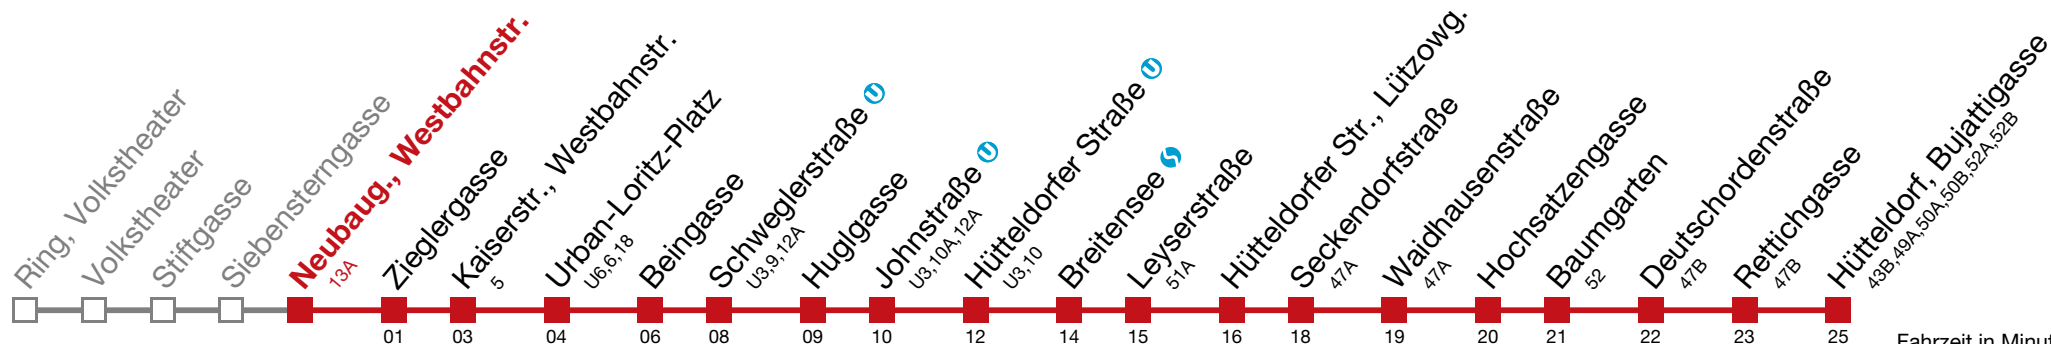 Ring, Volkstheater
Volkstheater
Stiftgasse
Siebensterngasse
Neubaug., Westbahnstr.
13A
Zieglergasse
01
Kaiserstr., Westbahnstr.
5
03
Urban-Loritz-Platz
U6,6,18
04
Beingasse
06
Schweglerstraße U
U3,9,12A
08
Huglgasse
09
Johnstraße U
U3,10A,12A
10
Hütteldorfer Straße U
U3,10
12
Breitensee
14
Leyserstraße
51A
15
Hütteldorfer Str., Lützowg.
16
Seckendorfstraße
47A
18
Waidhausenstraße
47A
19
Hochsatzengasse
20
Baumgarten
52
21
Deutschordenstraße
47B
22
Rettichgasse
47B
23
Hütteldorf, Bujattigasse
43B,49A,50A,50B,52A,52B
25
Fahrzeit in Minut